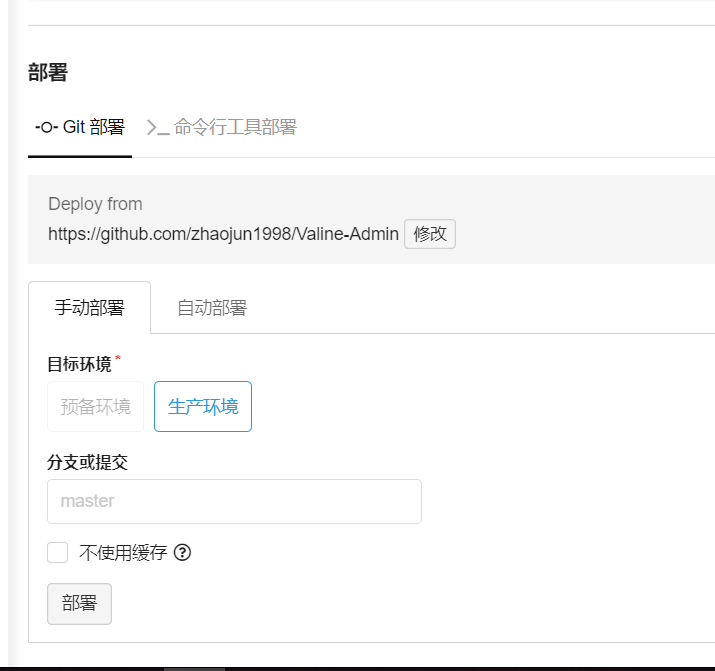 部署
Git 部署 >_ 命令行工具部署
Deploy from
https://github.com/zhaojun1998/Valine-Admin 修改
手动部署 自动部署
目标环境 *
预备环境 生产环境
分支或提交
master
不使用缓存 ?
部署